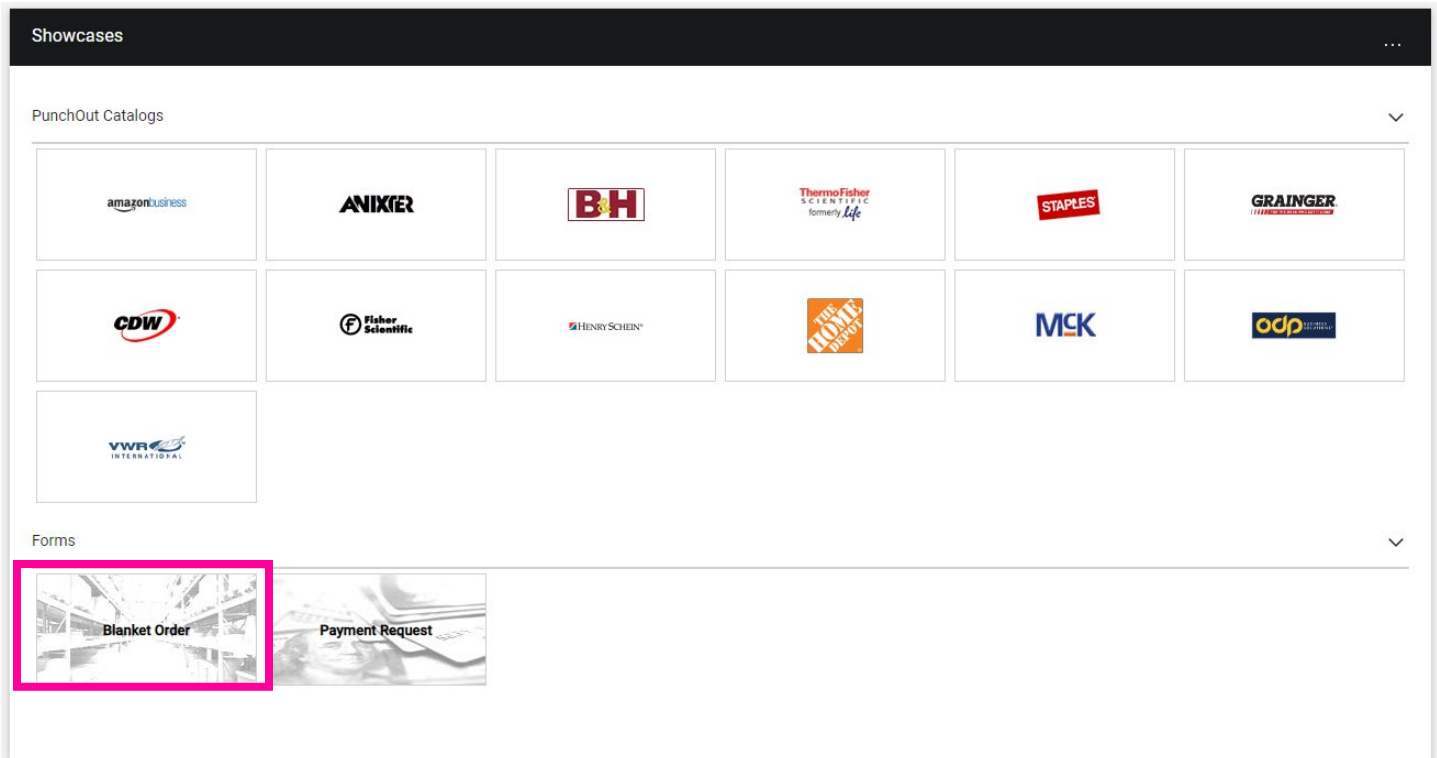 Showcases
...
PunchOut Catalogs
amazonbusiness
ANIXTER
B&H
ThermoFisher
SCIENTIFIC
formerly life
STAPLES
GRAINGER
CDW
Fisher
Scientific
HENRY SCHEIN®
THE
HOME
DEPOT
McK
odp
VWR
INTERNATIONAL
Forms
Blanket Order
Payment Request